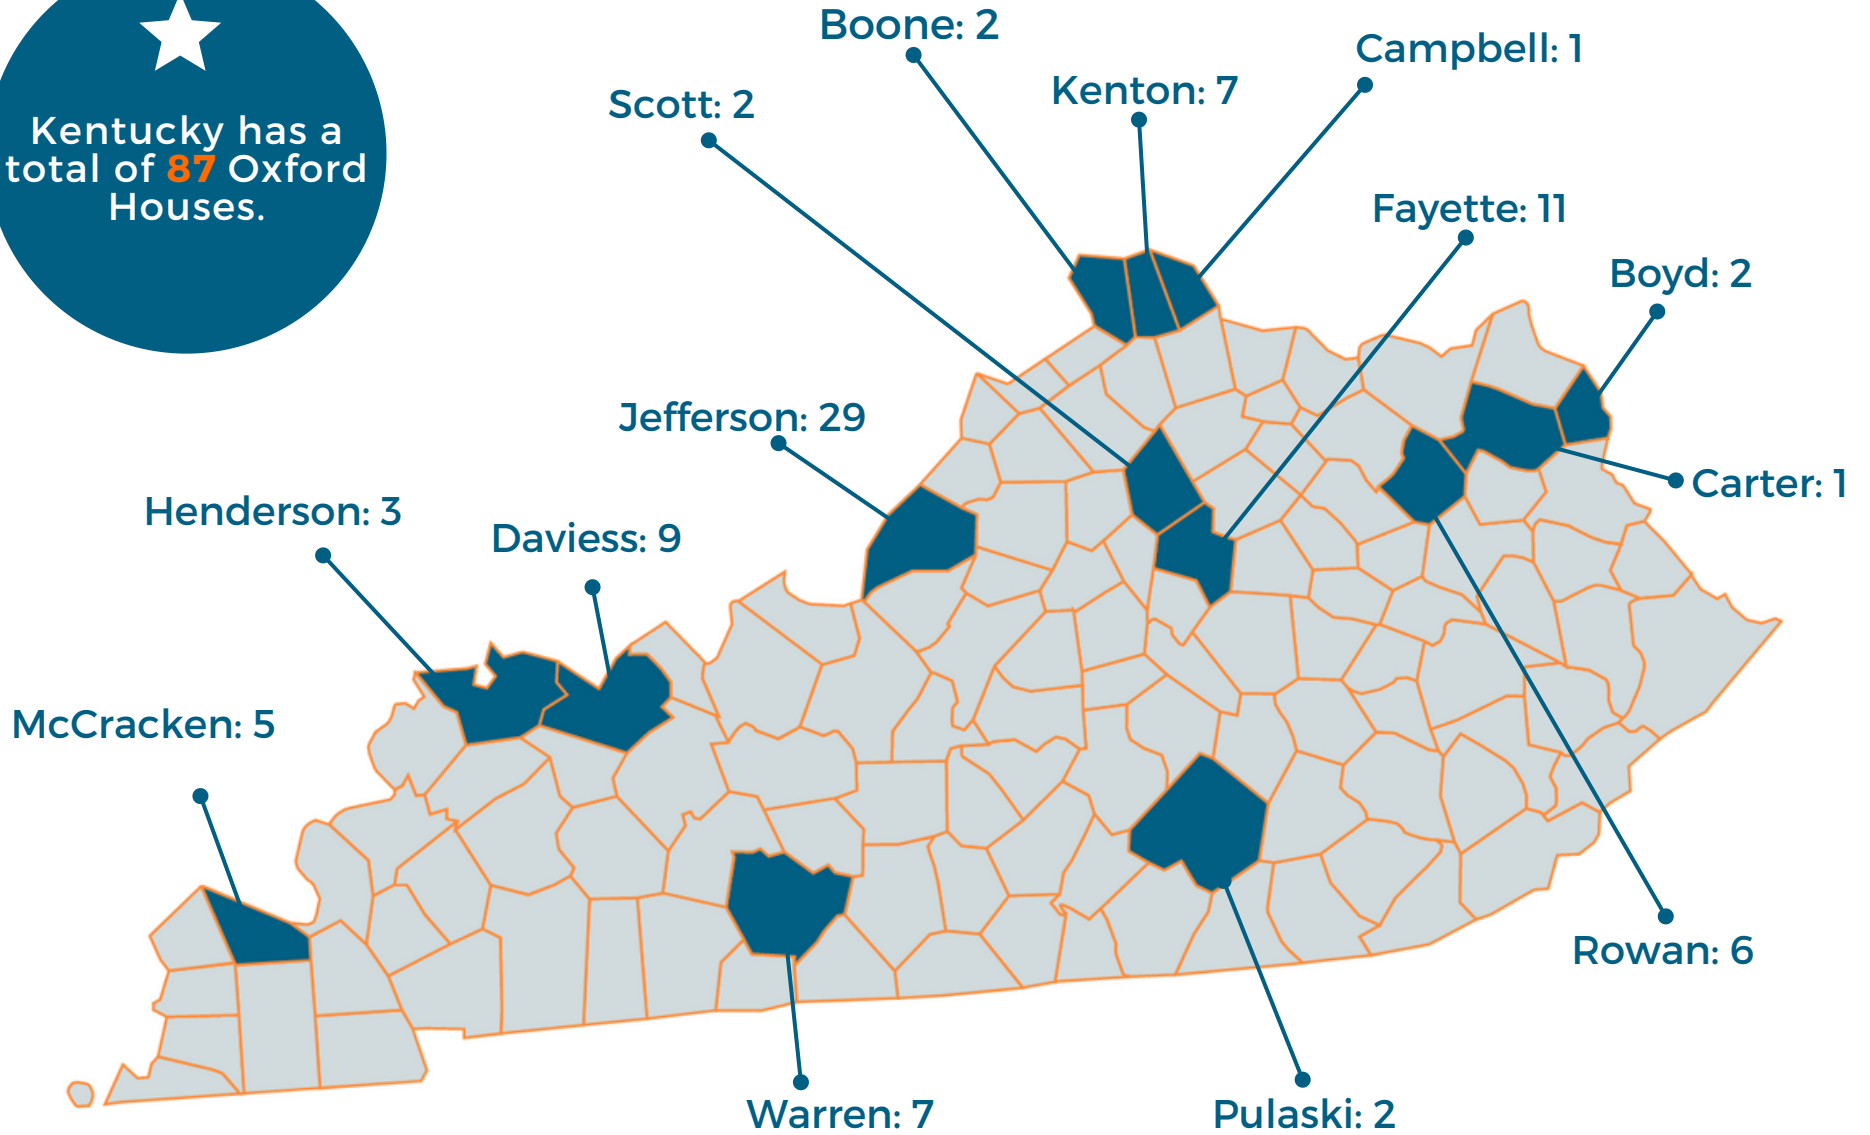 Kentucky has a
total of 87 Oxford
Houses.
Boone: 2
Campbell: 1
Kenton: 7
Scott: 2
Fayette: 11
Boyd: 2
Jefferson: 29
Carter: 1
Henderson: 3
Daviess: 9
McCracken: 5
Rowan: 6
Warren: 7
Pulaski: 2